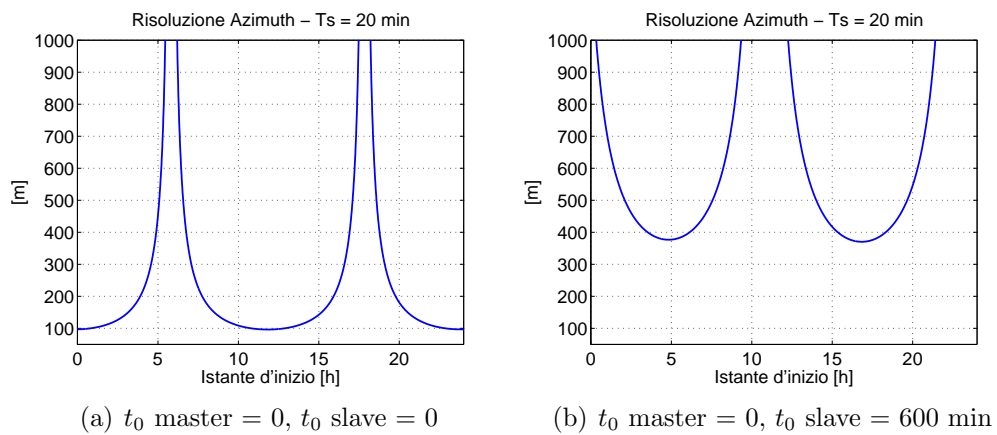 Risoluzione Azimuth − Ts = 20 min
1000
900
800
700
600
500
400
300
200
100
[m]
0 5 10 15 20
Istante d'inizio [h]
(a) t₀ master = 0, t₀ slave = 0
Risoluzione Azimuth − Ts = 20 min
1000
900
800
700
600
500
400
300
200
100
[m]
0 5 10 15 20
Istante d'inizio [h]
(b) t₀ master = 0, t₀ slave = 600 min